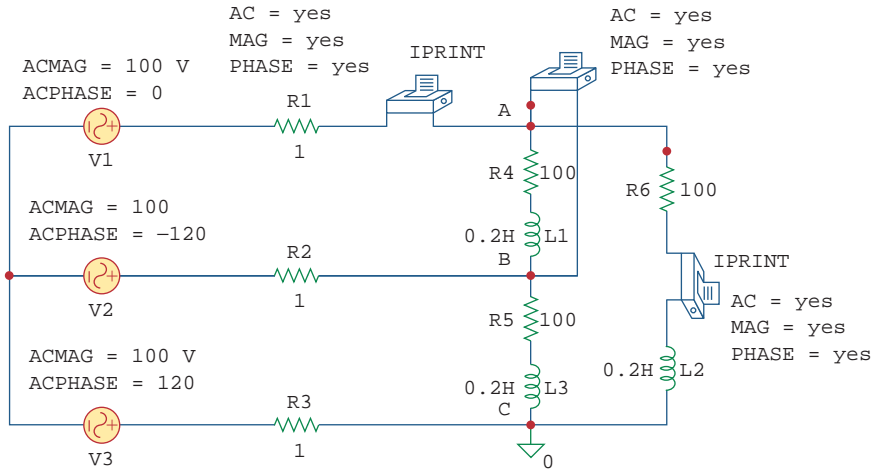 AC = yes
MAG = yes
PHASE = yes
IPRINT
AC = yes
MAG = yes
PHASE = yes
ACMAG = 100 V
ACPHASE = 0
R1
1
V1
A
R4
100
R6
100
ACMAG = 100
ACPHASE = −120
R2
1
V2
0.2H
L1
B
IPRINT
AC = yes
MAG = yes
PHASE = yes
R5
100
ACMAG = 100 V
ACPHASE = 120
R3
1
V3
0.2H
L3
C
0.2H
L2
0